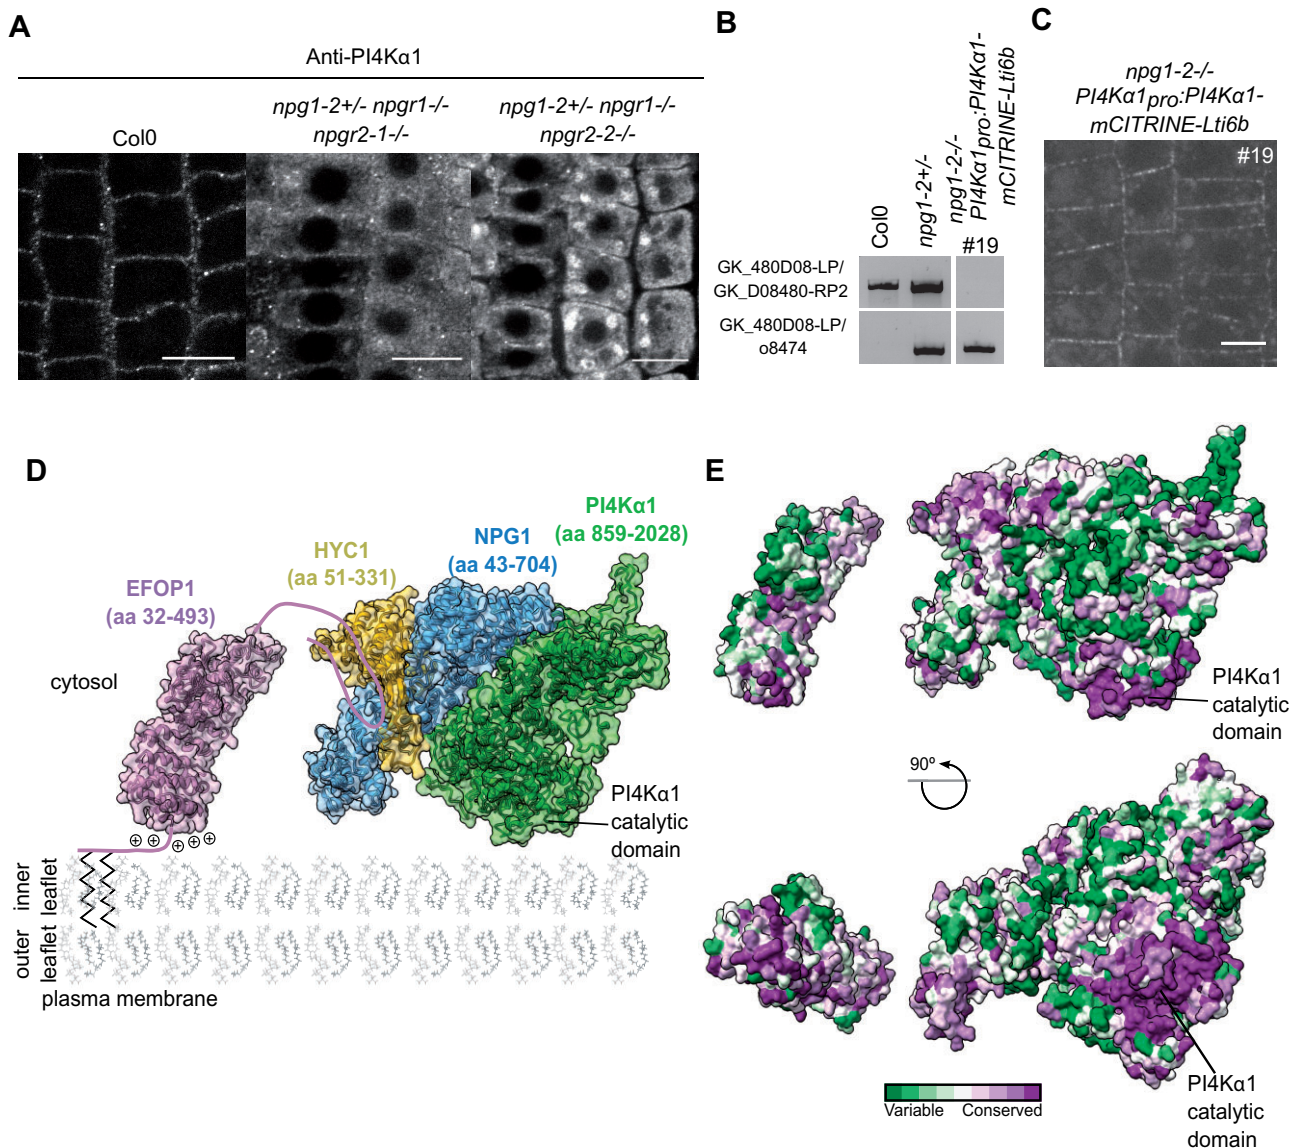 A
Anti-PI4Kα1
Col0
npg1-2+/- npgr1-/-
npgr2-1-/-
npg1-2+/- npgr1-/-
npgr2-2-/-
B
Col0
npg1-2+/-
npg1-2-/-
PI4Kα1pro:PI4Kα1-
mCITRINE-Lti6b
#19
GK_480D08-LP/
GK_D08480-RP2
GK_480D08-LP/
o8474
C
npg1-2-/-
PI4Kα1pro:PI4Kα1-
mCITRINE-Lti6b
#19
D
EFOP1
(aa 32-493)
HYC1
(aa 51-331)
NPG1
(aa 43-704)
PI4Kα1
(aa 859-2028)
cytosol
PI4Kα1
catalytic
domain
inner
leaflet
outer
leaflet
plasma membrane
E
PI4Kα1
catalytic
domain
90º
PI4Kα1
catalytic
domain
Variable Conserved